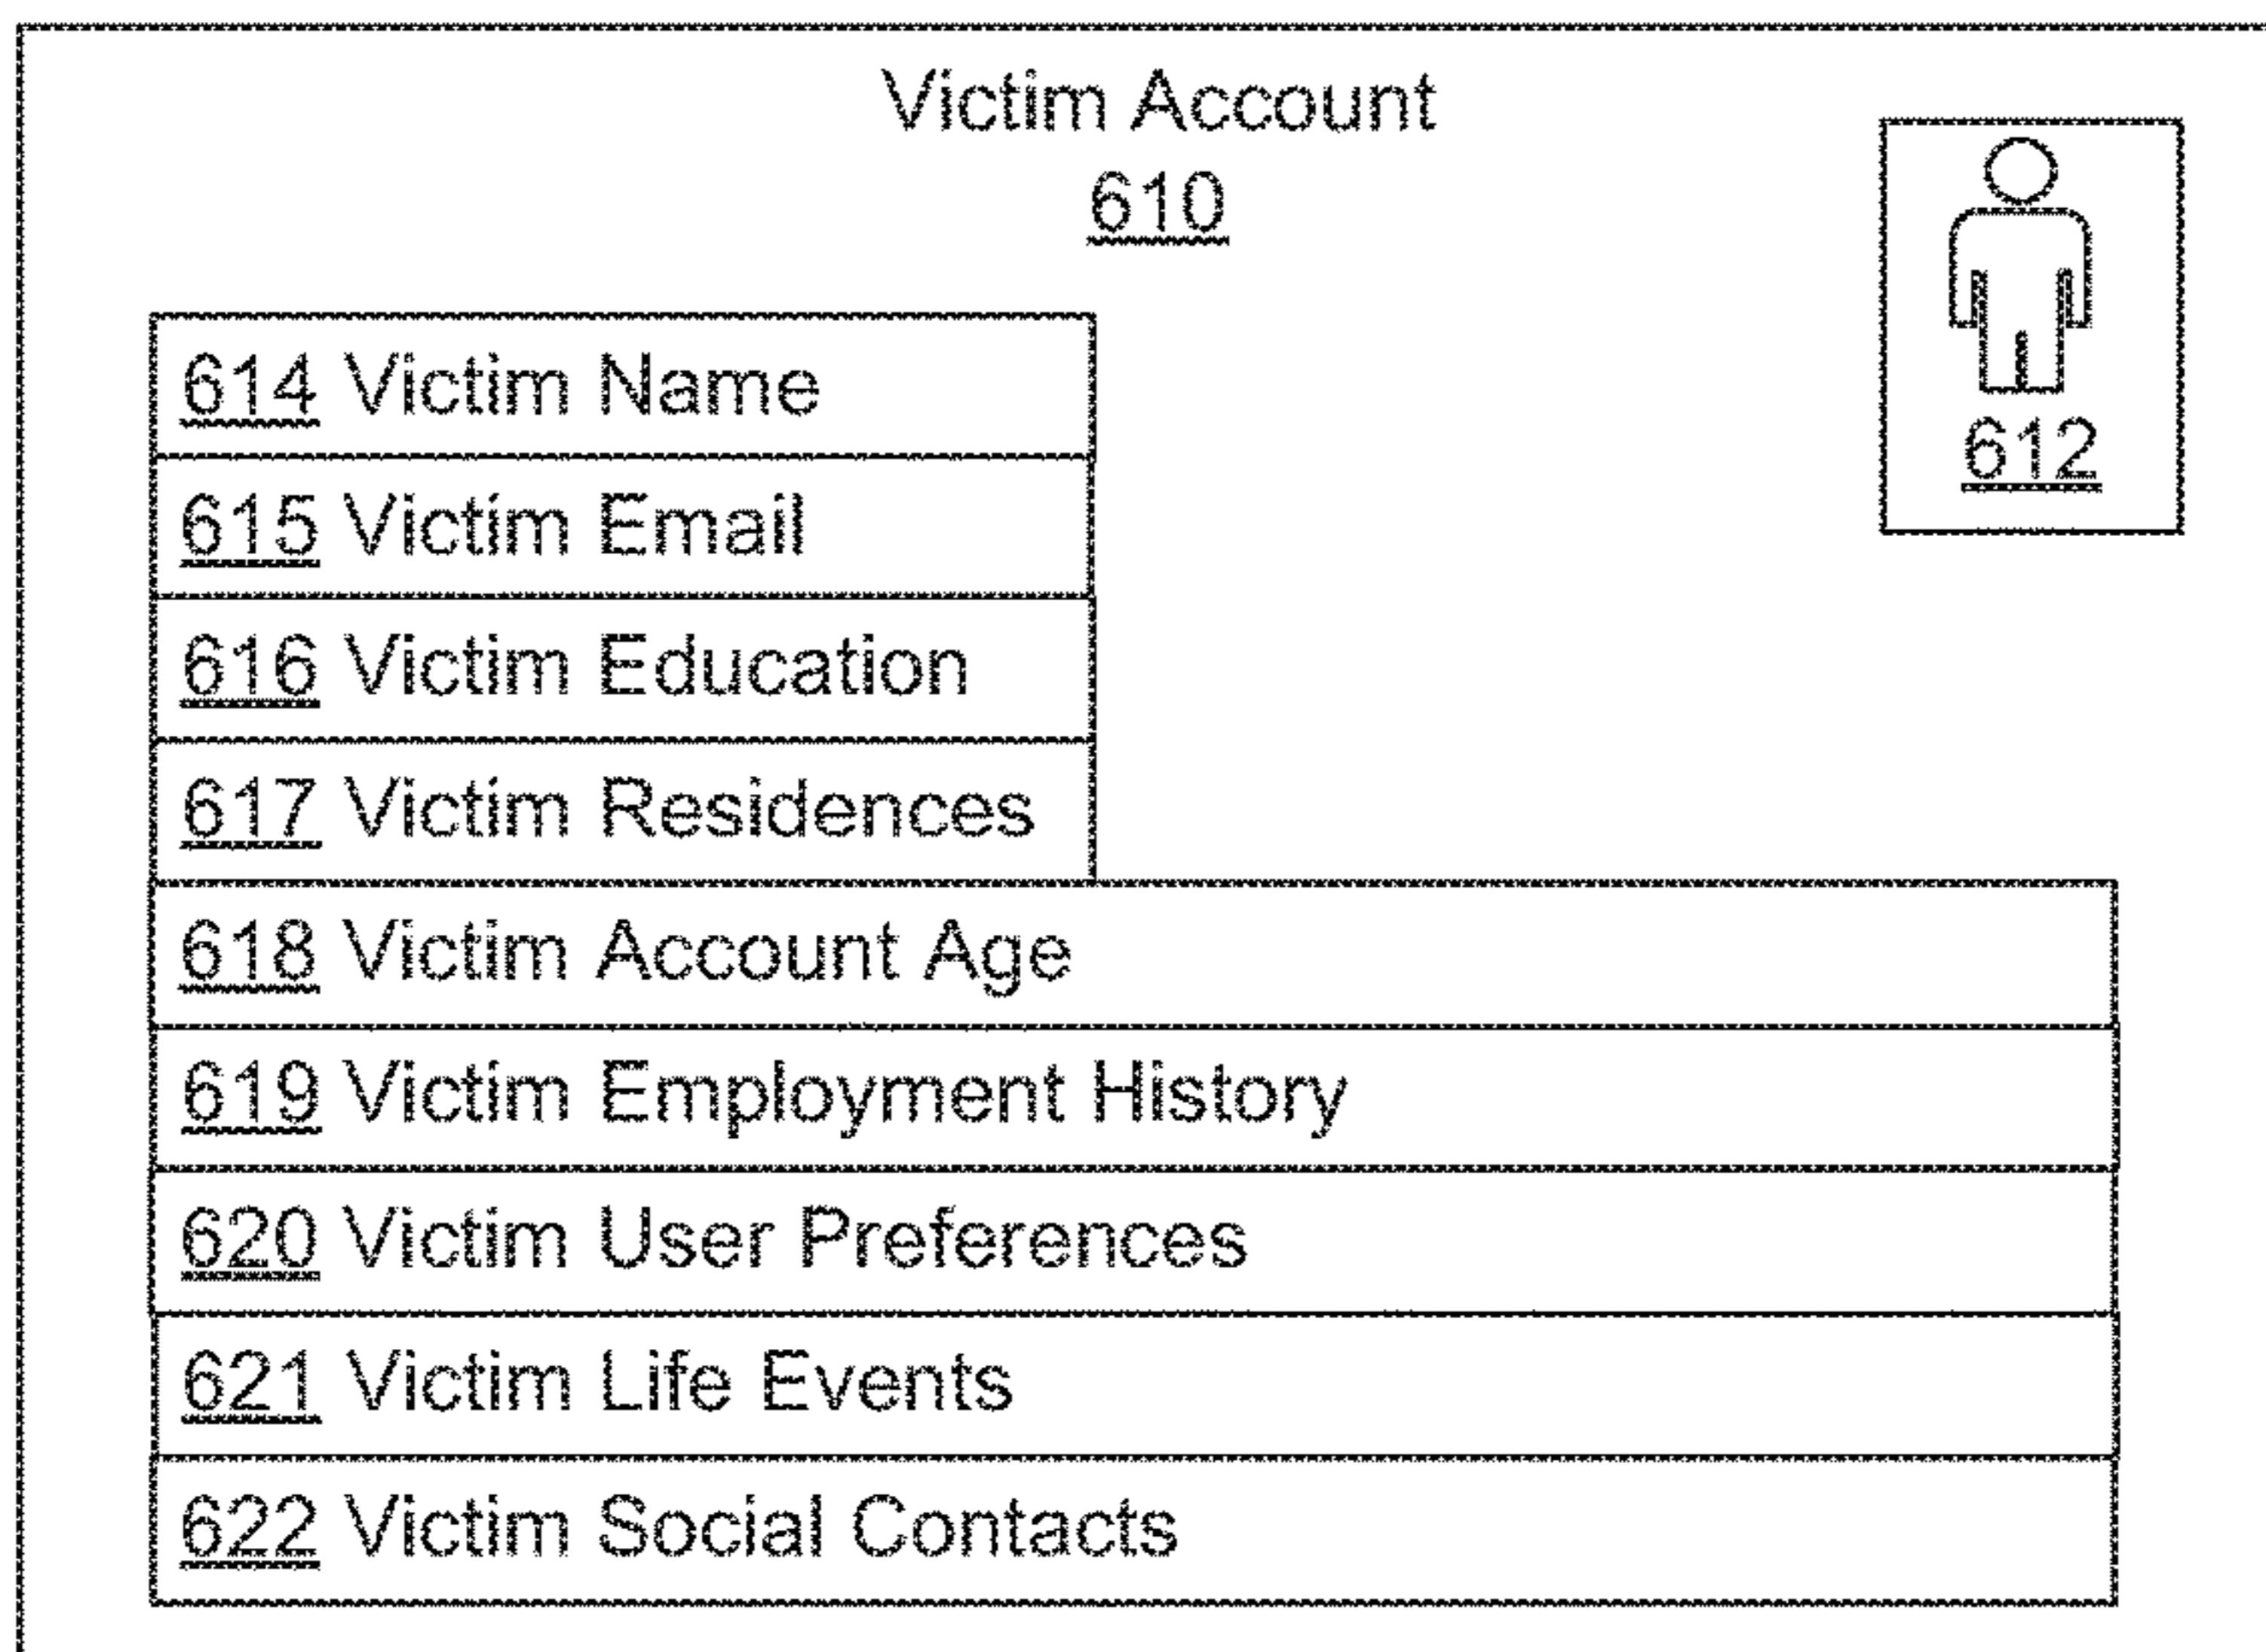 Victim Account
610
612
614 Victim Name
615 Victim Email
616 Victim Education
617 Victim Residences
618 Victim Account Age
619 Victim Employment History
620 Victim User Preferences
621 Victim Life Events
622 Victim Social Contacts